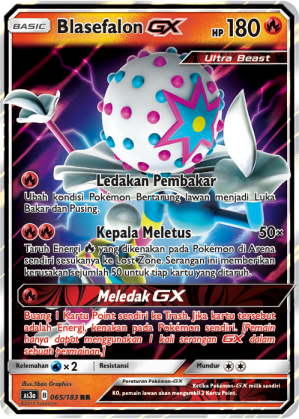 BASIC Blasefalon GX HP 180
Ultra Beast
Ledakan Pembakar
Ubah kondisi Pokémon Bertarung lawan menjadi Luka
Bakar dan Pusing.
Kepala Meletus 50×
Taruh Energi yang dikenakan pada Pokémon di Arena
sendiri sesukanya ke Lost Zone. Serangan ini memberikan
kerusakan sejumlah 50 untuk tiap kartu yang ditaruh.
Meledak GX
Buang 1 Kartu Point sendiri ke Trash. Jika kartu tersebut
adalah Energi, kenakan pada Pokémon sendiri. (Pemain
hanya dapat menggunakan 1 kali serangan GX dalam
sebuah permainan.)
Kelemahan ×2 Resistansi Mundur
Illus. 5ban Graphics
Peraturan Pokémon-GX
Ketika Pokémon-GX milik sendiri
KO, pemain lawan akan mengambil 2 Kartu Point.
AS3a B 065/183 RR